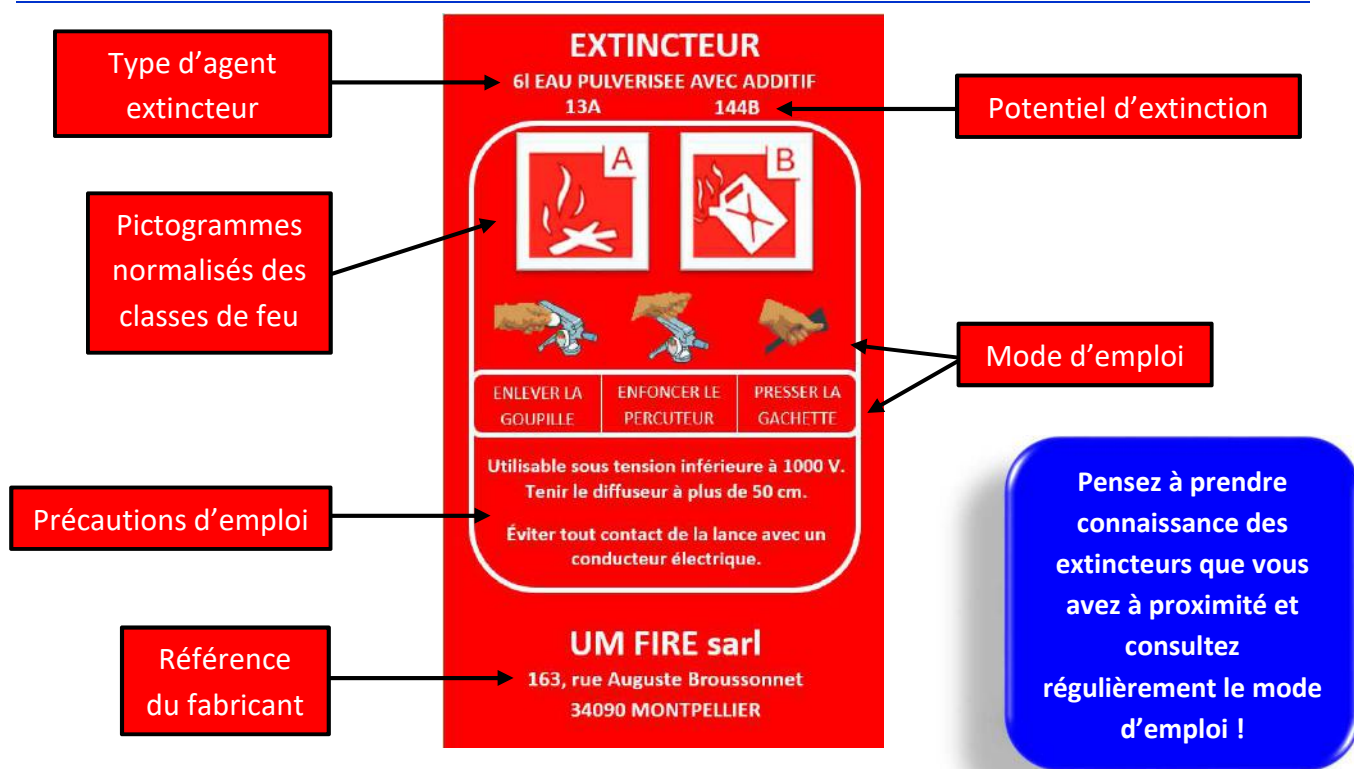 Type d'agent
extincteur
EXTINCTEUR
6l EAU PULVERISEE AVEC ADDITIF
13A 144B
Potentiel d'extinction
A B
Pictogrammes
normalisés des
classes de feu
Mode d'emploi
ENLEVER LA
GOUPILLE
ENFONCER LE
PERCUTEUR
PRESSER LA
GACHETTE
Utilisable sous tension inférieure à 1000 V.
Tenir le diffuseur à plus de 50 cm.
Éviter tout contact de la lance avec un
conducteur électrique.
Précautions d'emploi
Pensez à prendre
connaissance des
extincteurs que vous
avez à proximité et
consultez
régulièrement le mode
d'emploi !
Référence
du fabricant
UM FIRE sarl
163, rue Auguste Broussonnet
34090 MONTPELLIER